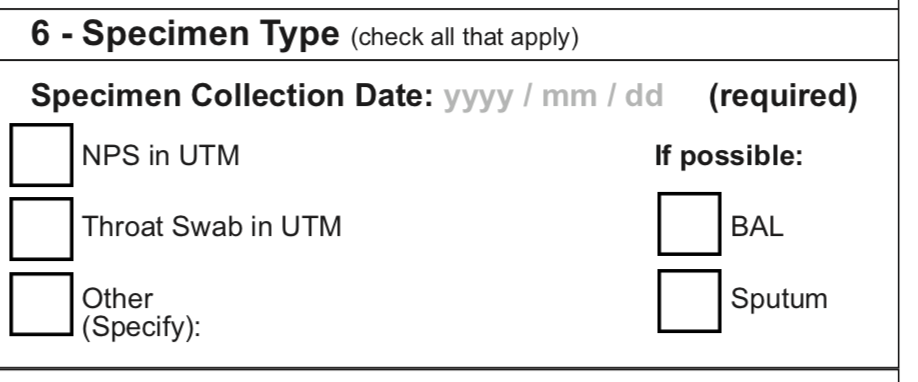 6 - Specimen Type (check all that apply)
Specimen Collection Date: yyyy / mm / dd (required)
NPS in UTM
If possible:
Throat Swab in UTM
BAL
Other
(Specify):
Sputum